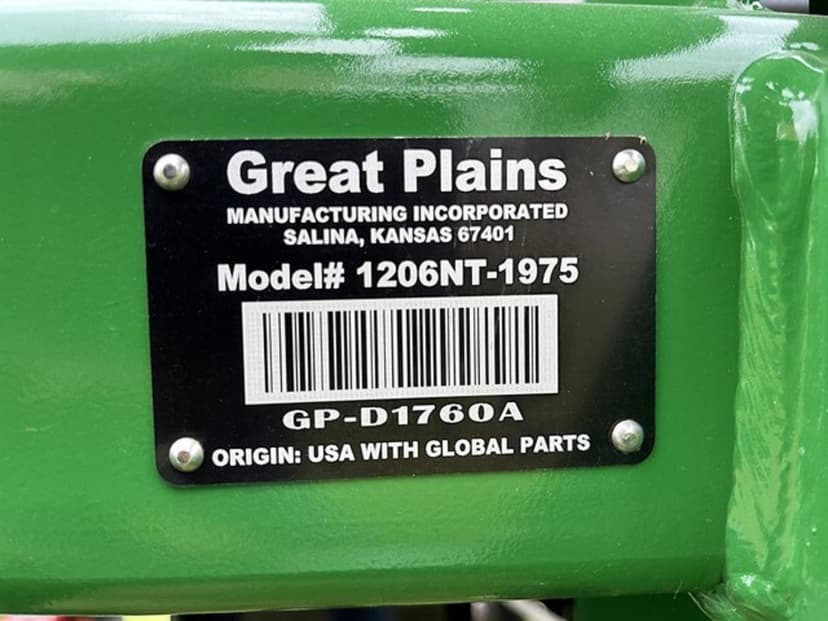 Great Plains
MANUFACTURING INCORPORATED
SALINA, KANSAS 67401
Model# 1206NT-1975
GP-D1760A
ORIGIN: USA WITH GLOBAL PARTS